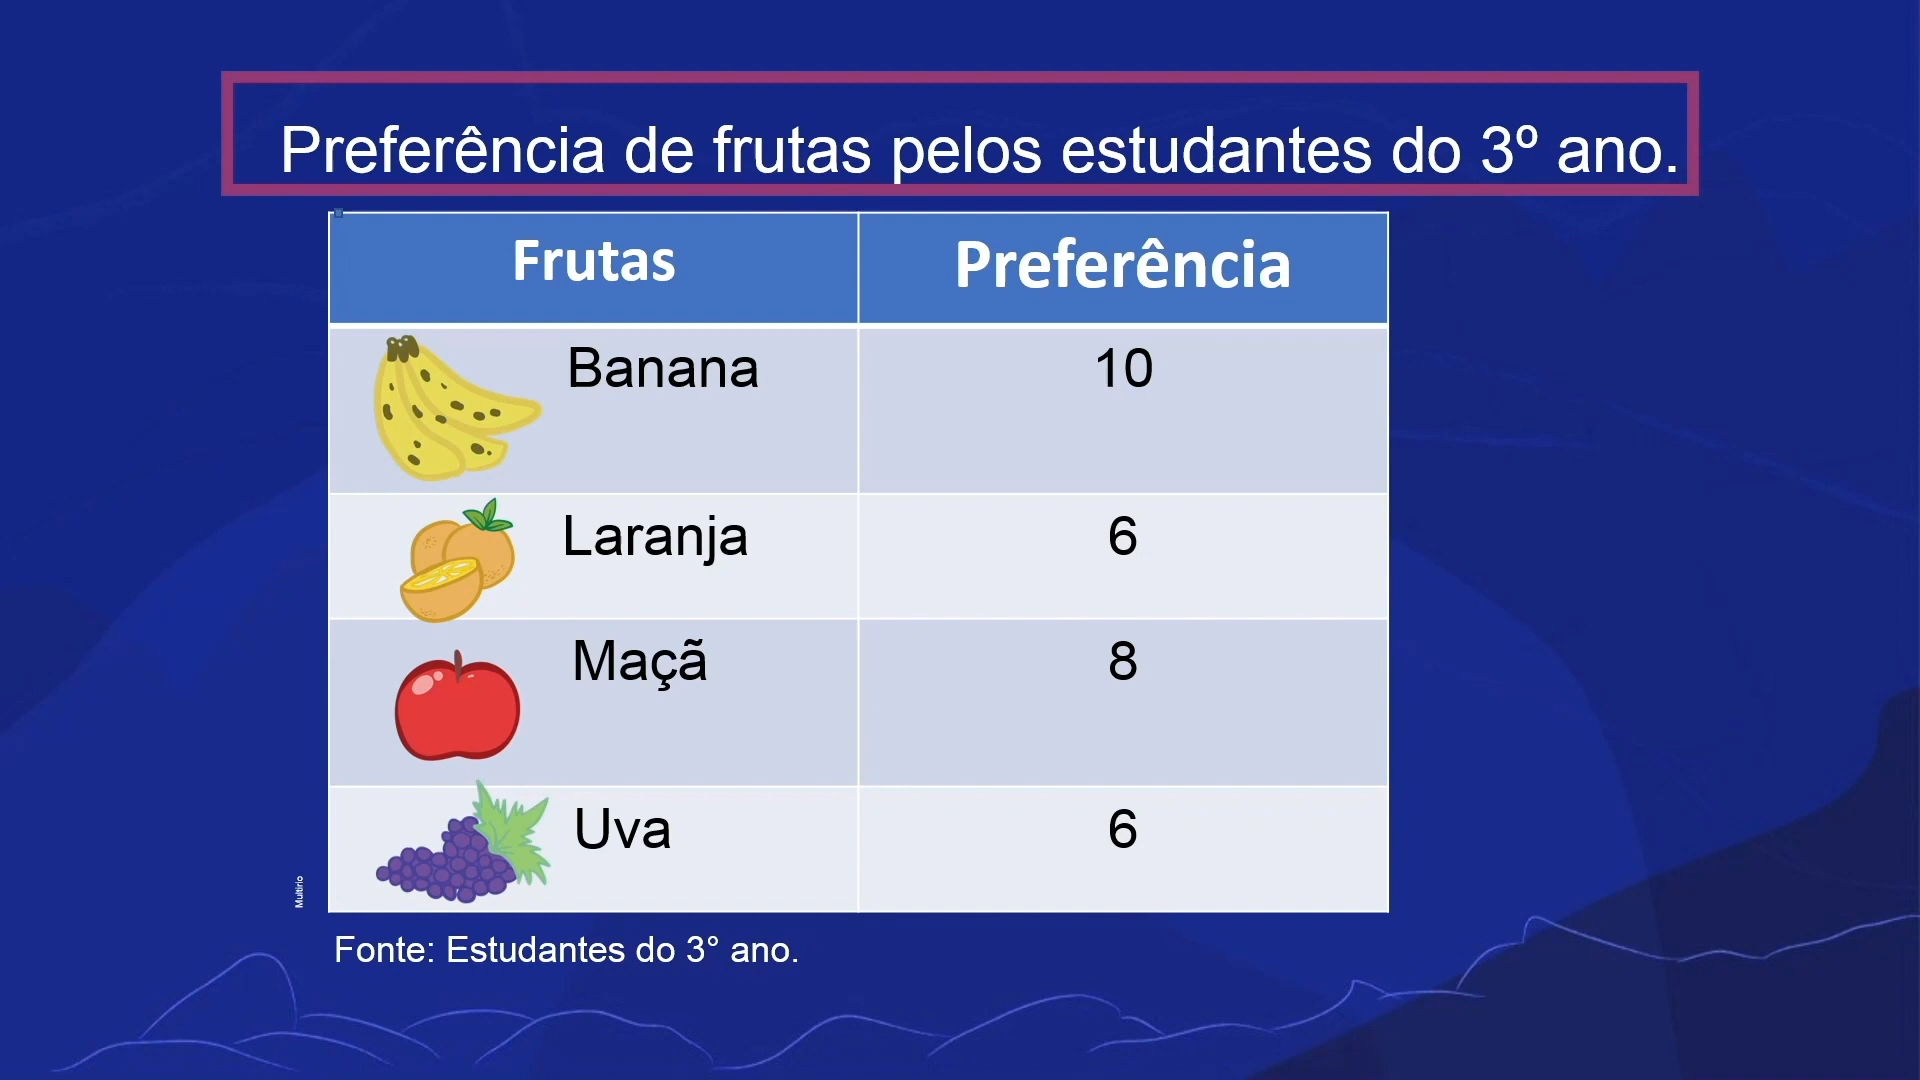 Preferência de frutas pelos estudantes do 3º ano.
Frutas Preferência
Banana 10
Laranja 6
Maçã 8
Uva 6
Multirio
Fonte: Estudantes do 3° ano.